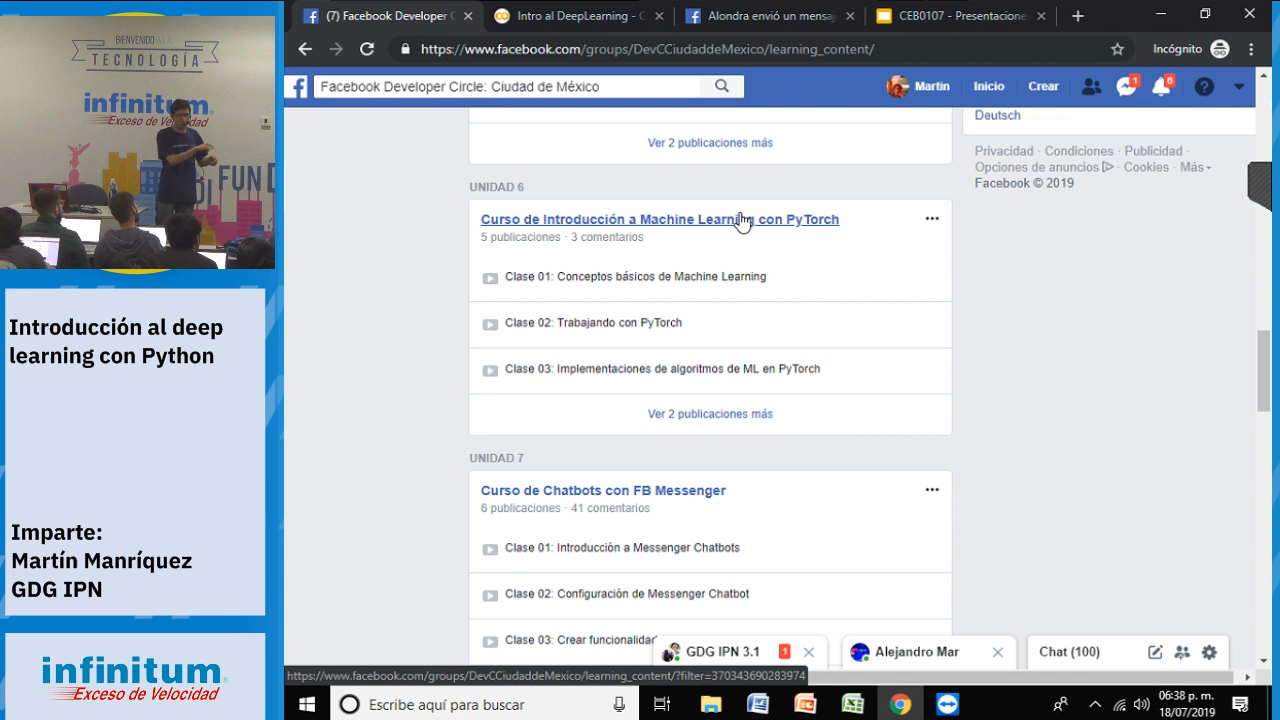 BIENVENIDO A LA
TECNOLOGÍA
infinitum
Exceso de Velocidad
FUN
Introducción al deep
learning con Python
Imparte:
Martín Manríquez
GDG IPN
infinitum
Exceso de Velocidad
(7) Facebook Developer C
Intro al DeepLearning - C
Alondra envió un mensaj
CEB0107 - Presentacione
https://www.facebook.com/groups/DevCCiudaddeMexico/learning_content/
Incógnito
Facebook Developer Circle: Ciudad de México
Martin
Inicio
Crear
1
6
Ver 2 publicaciones más
Deutsch
Privacidad · Condiciones · Publicidad ·
Opciones de anuncios · Cookies · Más
Facebook © 2019
UNIDAD 6
Curso de Introducción a Machine Learning con PyTorch
5 publicaciones · 3 comentarios
Clase 01: Conceptos básicos de Machine Learning
Clase 02: Trabajando con PyTorch
Clase 03: Implementaciones de algoritmos de ML en PyTorch
Ver 2 publicaciones más
UNIDAD 7
Curso de Chatbots con FB Messenger
6 publicaciones · 41 comentarios
Clase 01: Introducción a Messenger Chatbots
Clase 02: Configuración de Messenger Chatbot
Clase 03: Crear funcionalidad
GDG IPN 3.1
1
Alejandro Mar
Chat (100)
https://www.facebook.com/groups/DevCCiudaddeMexico/learning_content/?filter=370343690283974
Escribe aquí para buscar
06:38 p. m.
18/07/2019